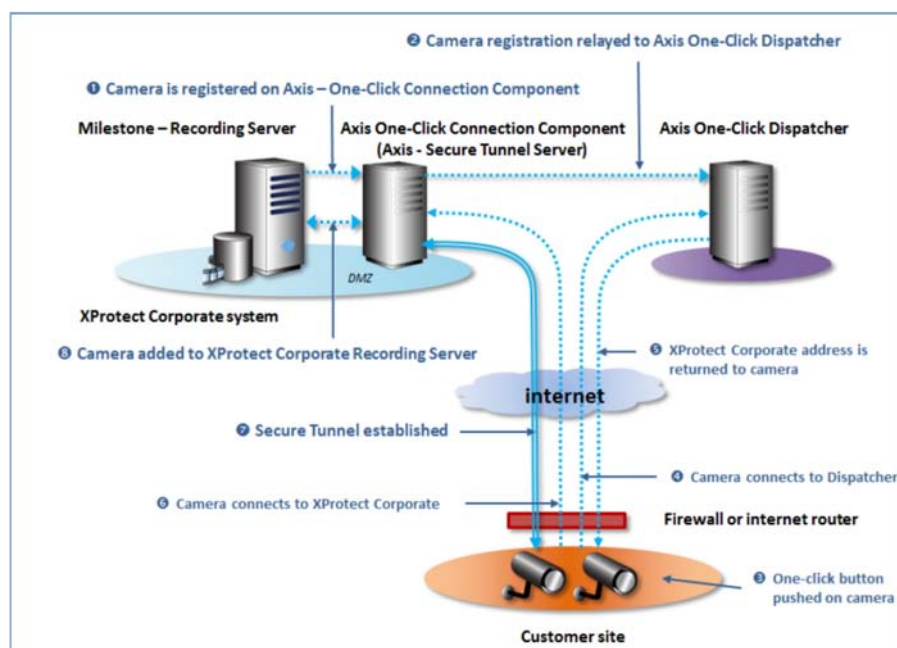 ❷ Camera registration relayed to Axis One-Click Dispatcher
❶ Camera is registered on Axis – One-Click Connection Component
Milestone – Recording Server
Axis One-Click Connection Component
(Axis - Secure Tunnel Server)
Axis One-Click Dispatcher
DMZ
XProtect Corporate system
❽ Camera added to XProtect Corporate Recording Server
❺ XProtect Corporate address is
returned to camera
internet
❼ Secure Tunnel established
❹ Camera connects to Dispatcher
❻ Camera connects to XProtect Corporate
Firewall or internet router
❸ One-click button
pushed on camera
Customer site